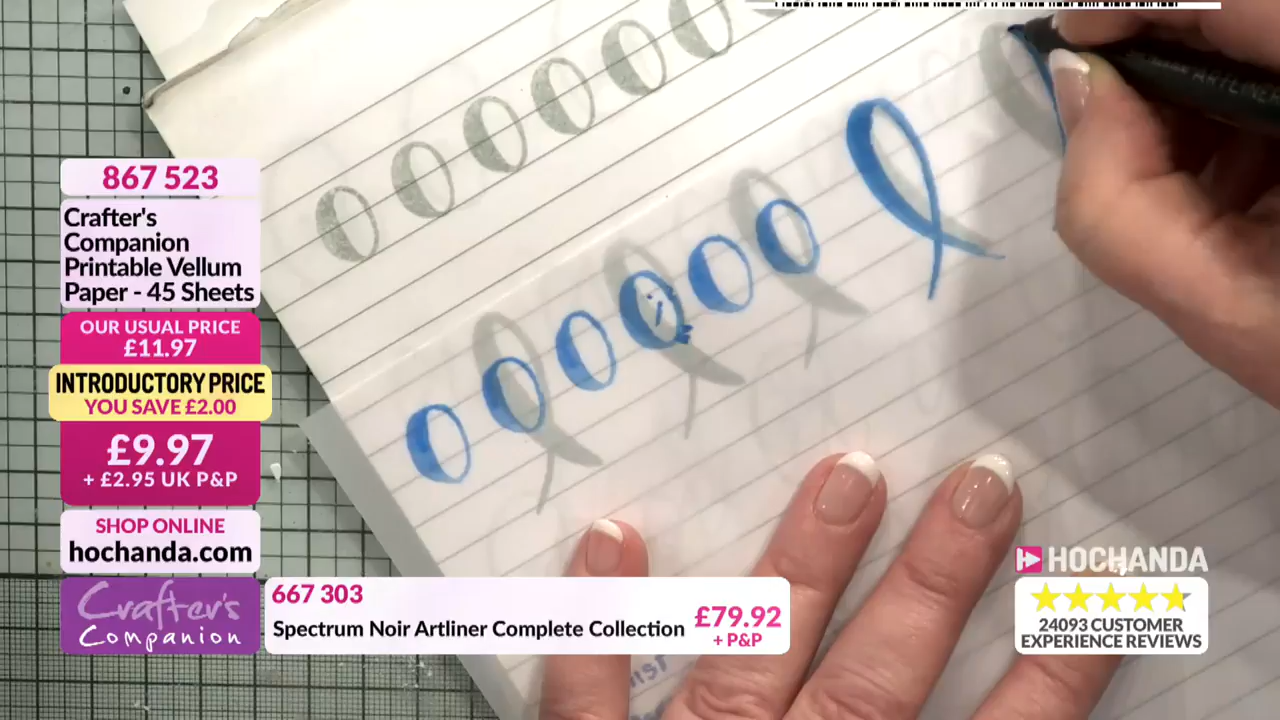 867 523
Crafter's
Companion
Printable Vellum
Paper - 45 Sheets
OUR USUAL PRICE
£11.97
INTRODUCTORY PRICE
YOU SAVE £2.00
£9.97
+ £2.95 UK P&P
SHOP ONLINE
hochanda.com
Crafter's
Companion
667 303
Spectrum Noir Artliner Complete Collection
£79.92
+ P&P
HOCHANDA
24093 CUSTOMER
EXPERIENCE REVIEWS
ARTLINER